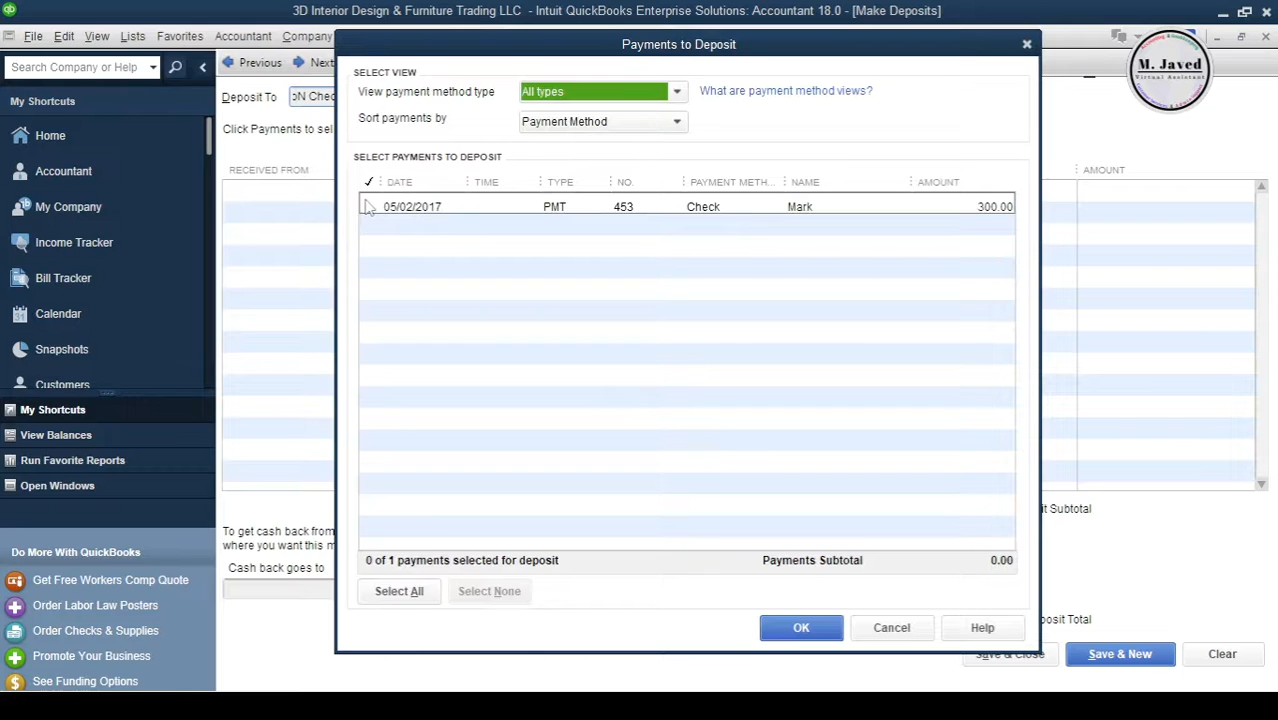 3D Interior Design & Furniture Trading LLC - Intuit QuickBooks Enterprise Solutions: Accountant 18.0 - [Make Deposits]
File Edit View Lists Favorites Accountant Company
Payments to Deposit
M. Javed
Virtual Assistant
Search Company or Help
Previous
Next
My Shortcuts
Home
Accountant
My Company
Income Tracker
Bill Tracker
Calendar
Snapshots
Customers
My Shortcuts
View Balances
Run Favorite Reports
Open Windows
Do More With QuickBooks
Get Free Workers Comp Quote
Order Labor Law Posters
Order Checks & Supplies
Promote Your Business
See Funding Options
Deposit To
Click Payments to sel
RECEIVED FROM
AMOUNT
SELECT VIEW
View payment method type All types What are payment method views?
Sort payments by Payment Method
SELECT PAYMENTS TO DEPOSIT
✓ DATE TIME TYPE NO. PAYMENT METH... NAME AMOUNT
05/02/2017 PMT 453 Check Mark 300.00
0 of 1 payments selected for deposit Payments Subtotal 0.00
Select All Select None
OK Cancel Help
To get cash back from
where you want this m
Cash back goes to
it Subtotal
osit Total
Save & Close Save & New Clear